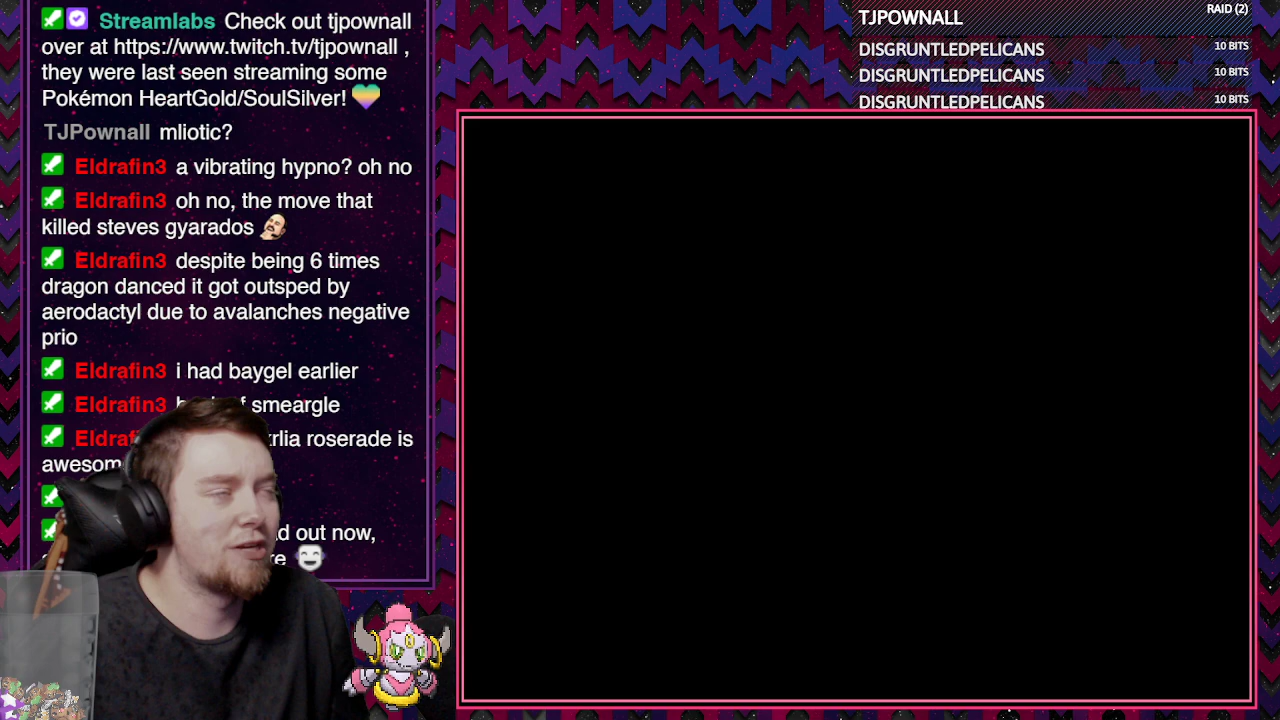 Streamlabs Check out tjpownall
over at https://www.twitch.tv/tjpownall ,
they were last seen streaming some
Pokémon HeartGold/SoulSilver!
TJPownall mliotic?
Eldrafin3 a vibrating hypno? oh no
Eldrafin3 oh no, the move that
killed steves gyarados
Eldrafin3 despite being 6 times
dragon danced it got outsped by
aerodactyl due to avalanches negative
prio
Eldrafin3 i had baygel earlier
Eldrafin3 smeargle
roserade is
out now,
TJPOWNALL RAID (2)
DISGRUNTLEDPELICANS 10 BITS
DISGRUNTLEDPELICANS 10 BITS
DISGRUNTLEDPELICANS 10 BITS